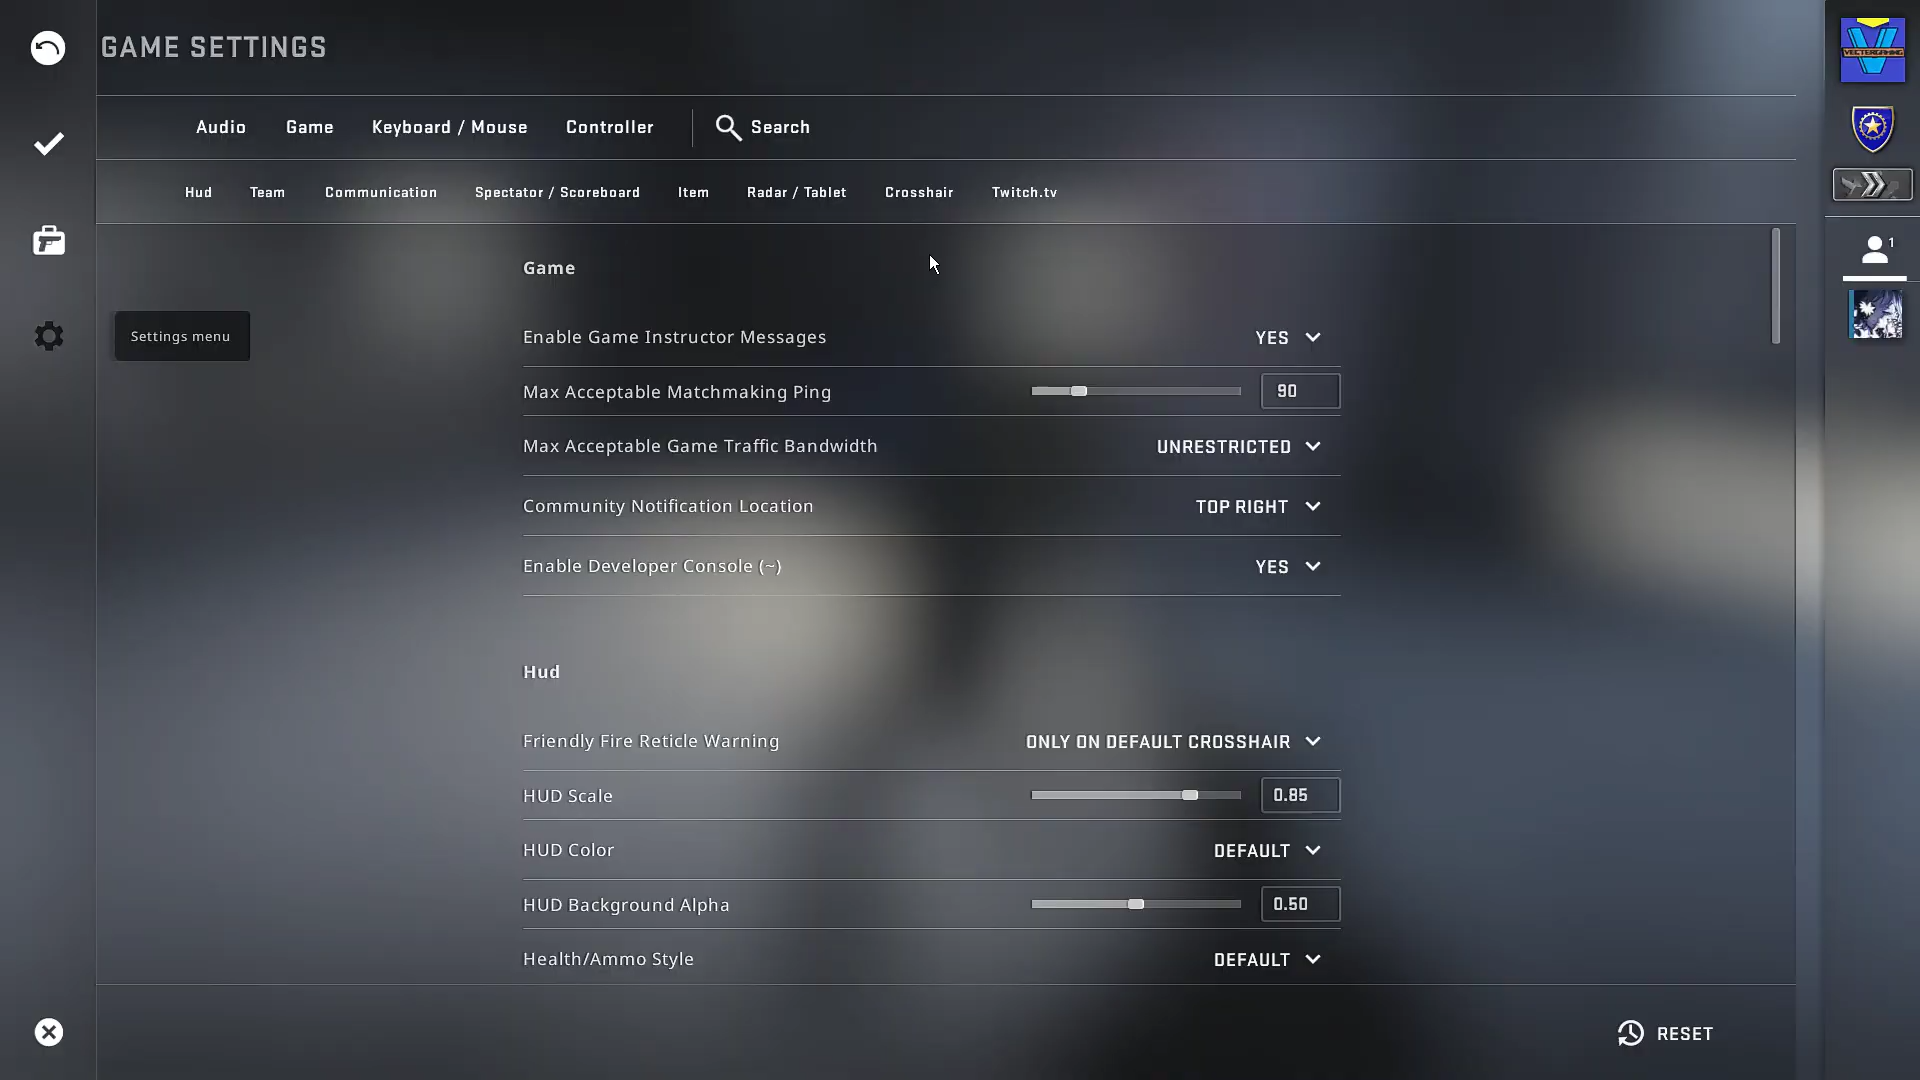 GAME SETTINGS
Audio Game Keyboard / Mouse Controller Search
Hud Team Communication Spectator / Scoreboard Item Radar / Tablet Crosshair Twitch.tv
Game
Settings menu
Enable Game Instructor Messages YES
Max Acceptable Matchmaking Ping 90
Max Acceptable Game Traffic Bandwidth UNRESTRICTED
Community Notification Location TOP RIGHT
Enable Developer Console (~) YES
Hud
Friendly Fire Reticle Warning ONLY ON DEFAULT CROSSHAIR
HUD Scale 0.85
HUD Color DEFAULT
HUD Background Alpha 0.50
Health/Ammo Style DEFAULT
RESET
VECTERGAMING
1